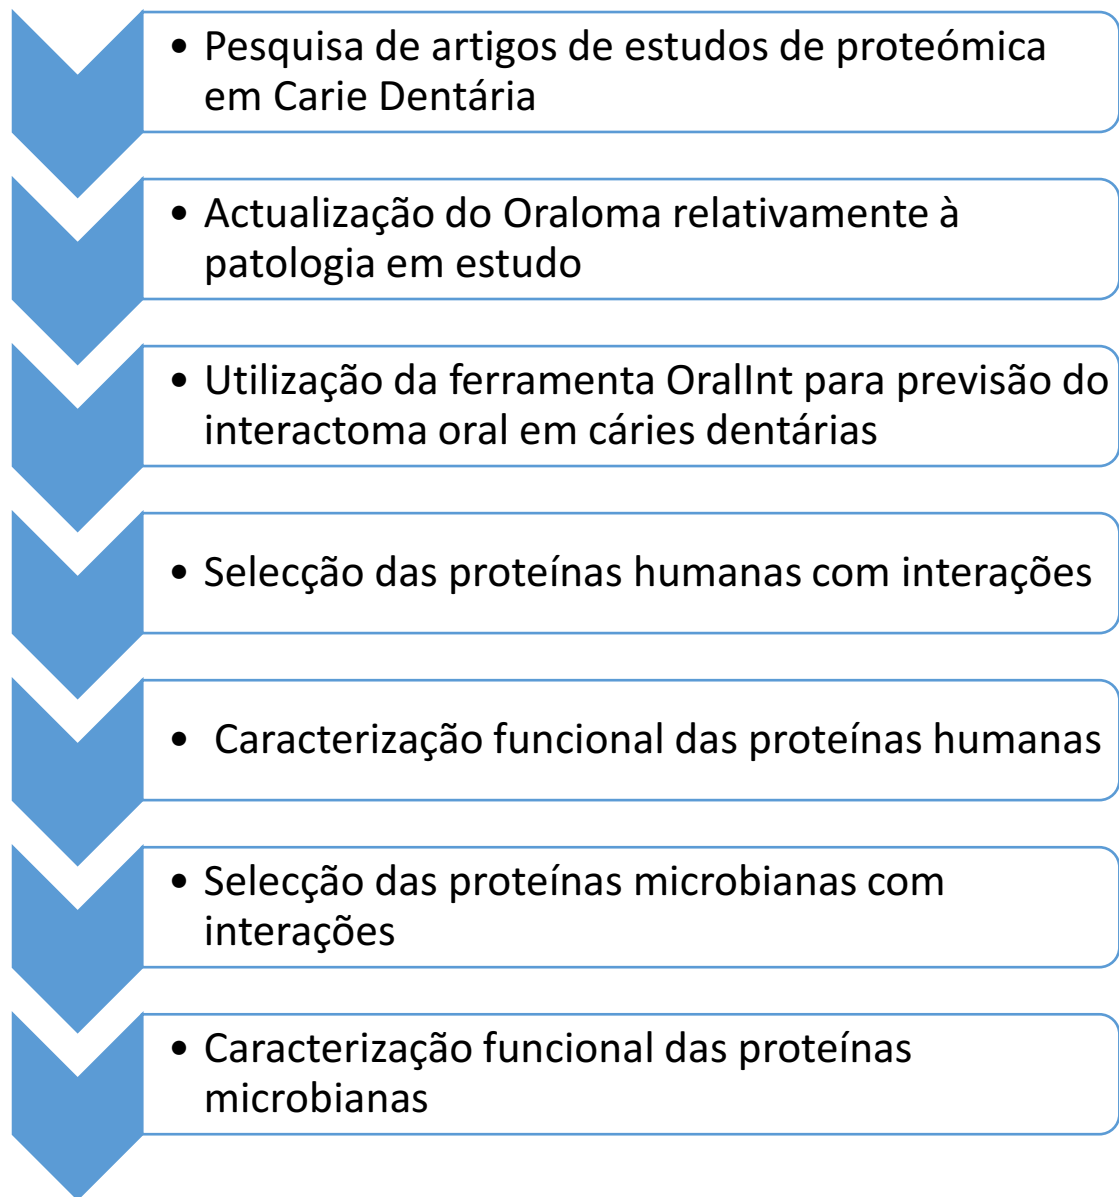 • Pesquisa de artigos de estudos de proteómica
em Carie Dentária
• Actualização do Oraloma relativamente à
patologia em estudo
• Utilização da ferramenta OralInt para previsão do
interactoma oral em cáries dentárias
• Selecção das proteínas humanas com interações
• Caracterização funcional das proteínas humanas
• Selecção das proteínas microbianas com
interações
• Caracterização funcional das proteínas
microbianas